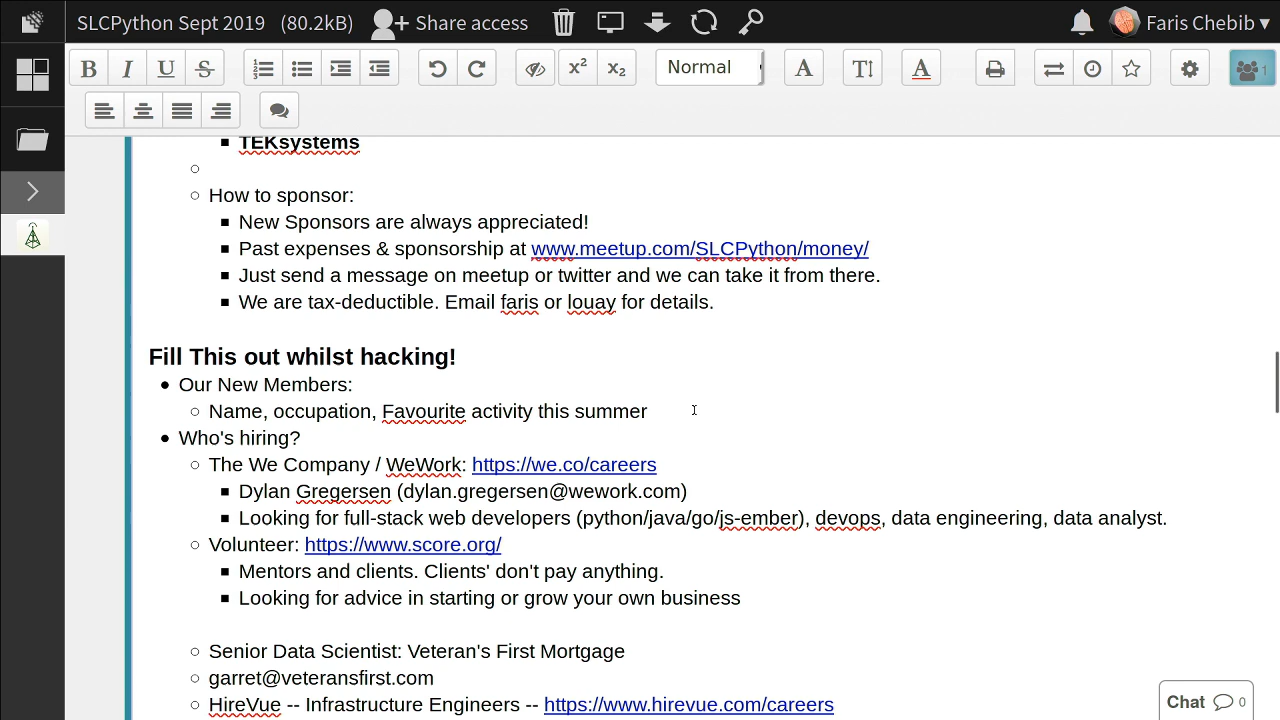 SLCPython Sept 2019 (80.2kB) Share access Faris Chebib ▾
B I U S x² x₂ Normal A T A 1
TEKsystems
How to sponsor:
New Sponsors are always appreciated!
Past expenses & sponsorship at www.meetup.com/SLCPython/money/
Just send a message on meetup or twitter and we can take it from there.
We are tax-deductible. Email faris or louay for details.
Fill This out whilst hacking!
Our New Members:
Name, occupation, Favourite activity this summer
Who's hiring?
The We Company / WeWork: https://we.co/careers
Dylan Gregersen (dylan.gregersen@wework.com)
Looking for full-stack web developers (python/java/go/js-ember), devops, data engineering, data analyst.
Volunteer: https://www.score.org/
Mentors and clients. Clients' don't pay anything.
Looking for advice in starting or grow your own business
Senior Data Scientist: Veteran's First Mortgage
garret@veteransfirst.com
HireVue -- Infrastructure Engineers -- https://www.hirevue.com/careers
Chat 0